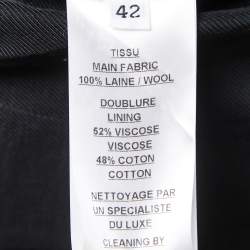 42
TISSU
MAIN FABRIC
100% LAINE / WOOL
DOUBLURE
LINING
52% VISCOSE
VISCOSE
48% COTON
COTTON
NETTOYAGE PAR
UN SPECIALISTE
DU LUXE
CLEANING BY